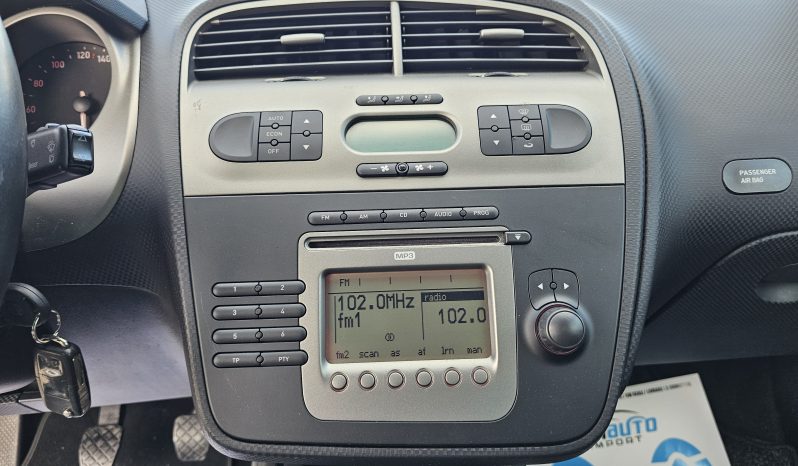 60 80 100 120 140
AUTO
ECON
OFF
PASSENGER
AIR BAG
- +
FM AM CD AUDIO PROG
MP3
1 2
3 4
5 6
TP PTY
FM
102.0MHz radio
fm1 102.0
fm2 scan as af lrn man
AUTO
IMPORT